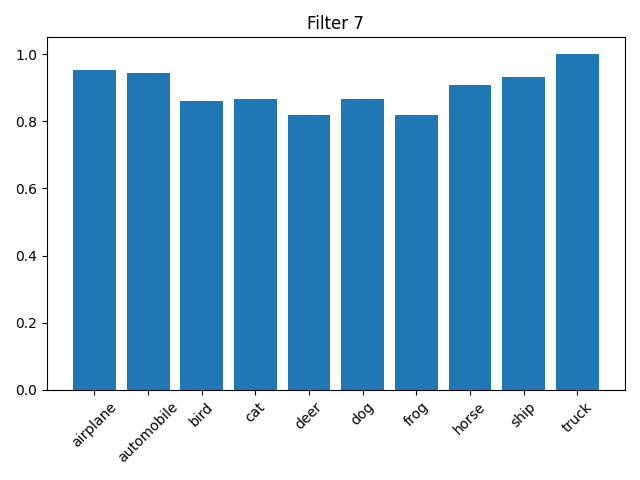 Filter 7
1.0
0.8
0.6
0.4
0.2
0.0
airplane
automobile
bird
cat
deer
dog
frog
horse
ship
truck